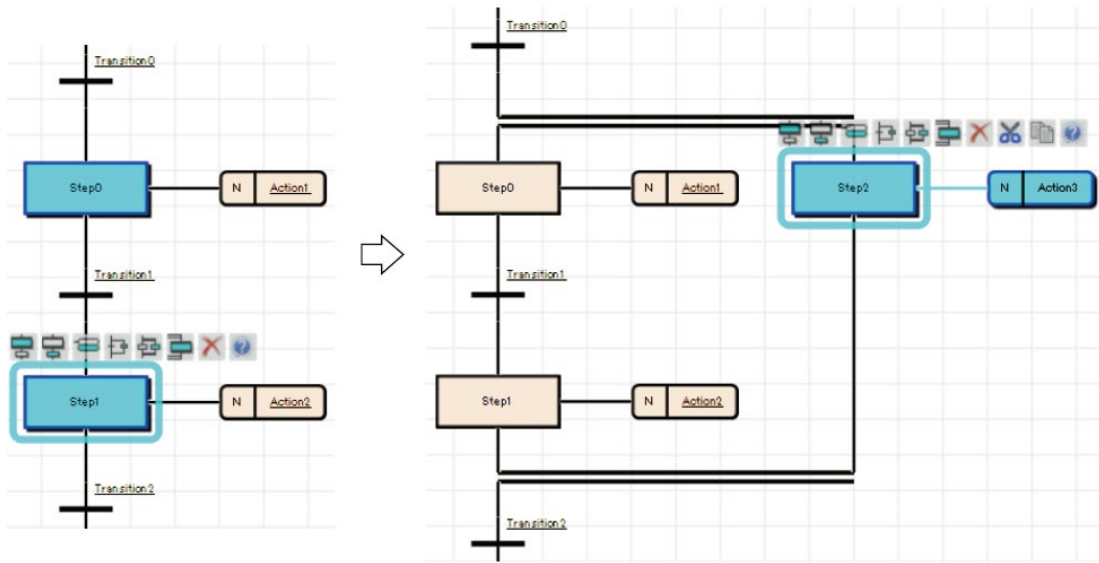 Transition0
Step0
N Action1
Transition1
Step1
N Action2
Transition2
Transition0
Step0
N Action1
Step2
N Action3
Transition1
Step1
N Action2
Transition2